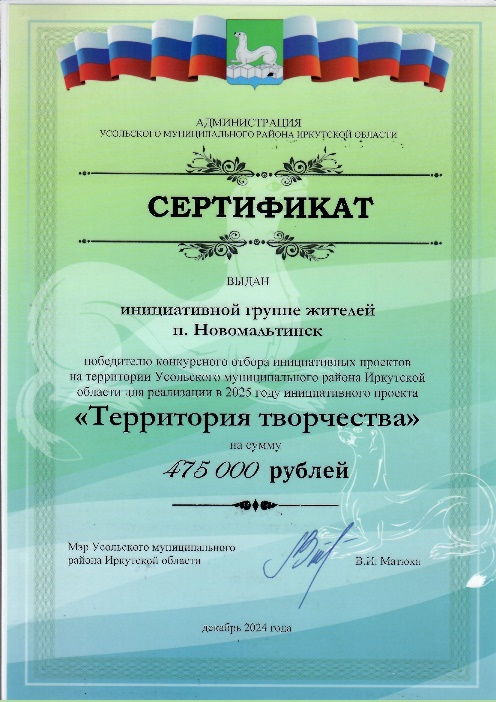 АДМИНИСТРАЦИЯ
УСОЛЬСКОГО МУНИЦИПАЛЬНОГО РАЙОНА ИРКУТСКОЙ ОБЛАСТИ
СЕРТИФИКАТ
ВЫДАН
инициативной группе жителей
п. Новомальтинск
победителю конкурсного отбора инициативных проектов
на территории Усольского муниципального района Иркутской
области для реализации в 2025 году инициативного проекта
«Территория творчества»
на сумму
475 000 рублей
Мэр Усольского муниципального
района Иркутской области
В.И. Матюха
декабрь 2024 года